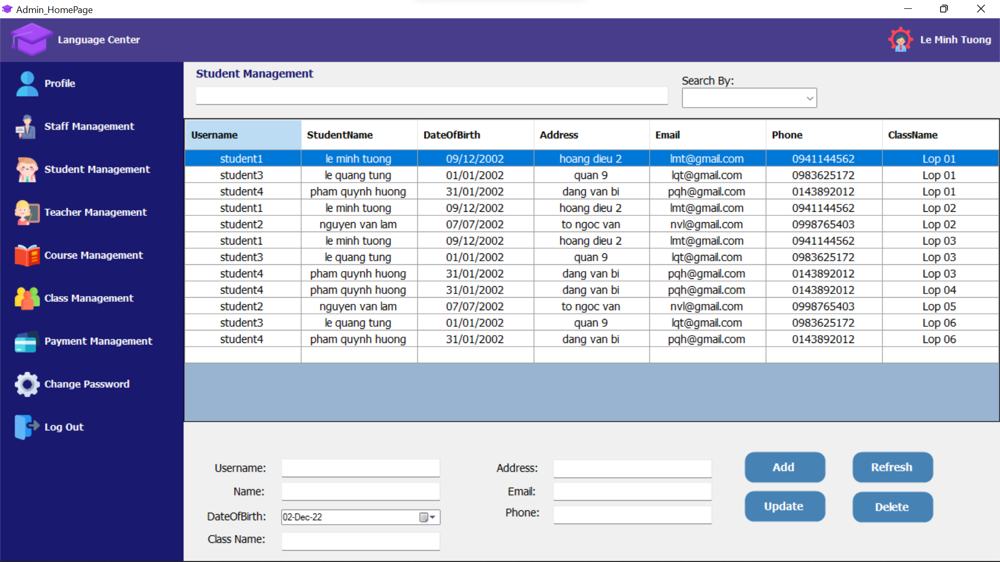 Admin_HomePage
Language Center
Le Minh Tuong
Profile
Staff Management
Student Management
Teacher Management
Course Management
Class Management
Payment Management
Change Password
Log Out
Student Management
Search By:
Username StudentName DateOfBirth Address Email Phone ClassName
student1 le minh tuong 09/12/2002 hoang dieu 2 lmt@gmail.com 0941144562 Lop 01
student3 le quang tung 01/01/2002 quan 9 lqt@gmail.com 0983625172 Lop 01
student4 pham quynh huong 31/01/2002 dang van bi pqh@gmail.com 0143892012 Lop 01
student1 le minh tuong 09/12/2002 hoang dieu 2 lmt@gmail.com 0941144562 Lop 02
student2 nguyen van lam 07/07/2002 to ngoc van nvl@gmail.com 0998765403 Lop 02
student1 le minh tuong 09/12/2002 hoang dieu 2 lmt@gmail.com 0941144562 Lop 03
student3 le quang tung 01/01/2002 quan 9 lqt@gmail.com 0983625172 Lop 03
student4 pham quynh huong 31/01/2002 dang van bi pqh@gmail.com 0143892012 Lop 03
student4 pham quynh huong 31/01/2002 dang van bi pqh@gmail.com 0143892012 Lop 04
student2 nguyen van lam 07/07/2002 to ngoc van nvl@gmail.com 0998765403 Lop 05
student3 le quang tung 01/01/2002 quan 9 lqt@gmail.com 0983625172 Lop 06
student4 pham quynh huong 31/01/2002 dang van bi pqh@gmail.com 0143892012 Lop 06
Username:
Name:
DateOfBirth: 02-Dec-22
Class Name:
Address:
Email:
Phone:
Add
Refresh
Update
Delete